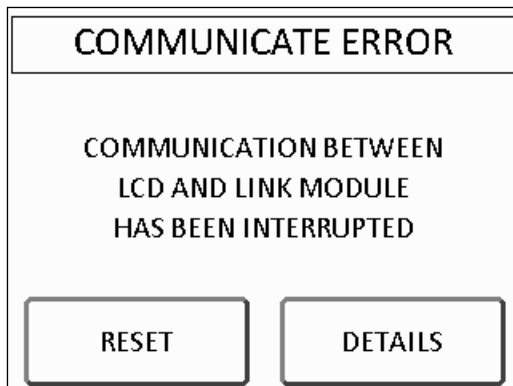 COMMUNICATE ERROR
COMMUNICATION BETWEEN
LCD AND LINK MODULE
HAS BEEN INTERRUPTED
RESET
DETAILS